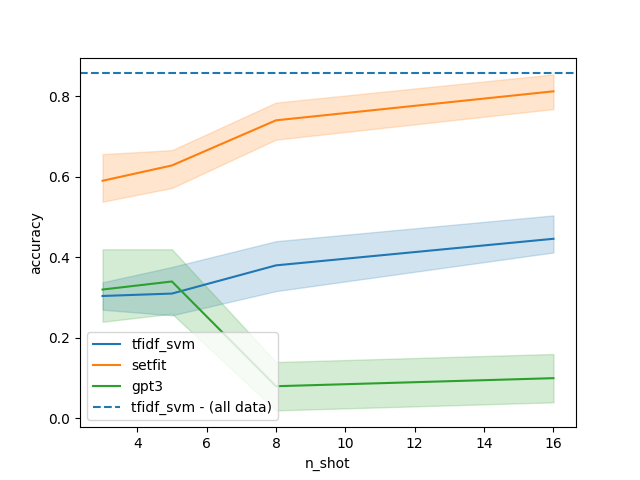 accuracy
0.8
0.6
0.4
0.2
0.0
tfidf_svm
setfit
gpt3
tfidf_svm - (all data)
4 6 8 10 12 14 16
n_shot